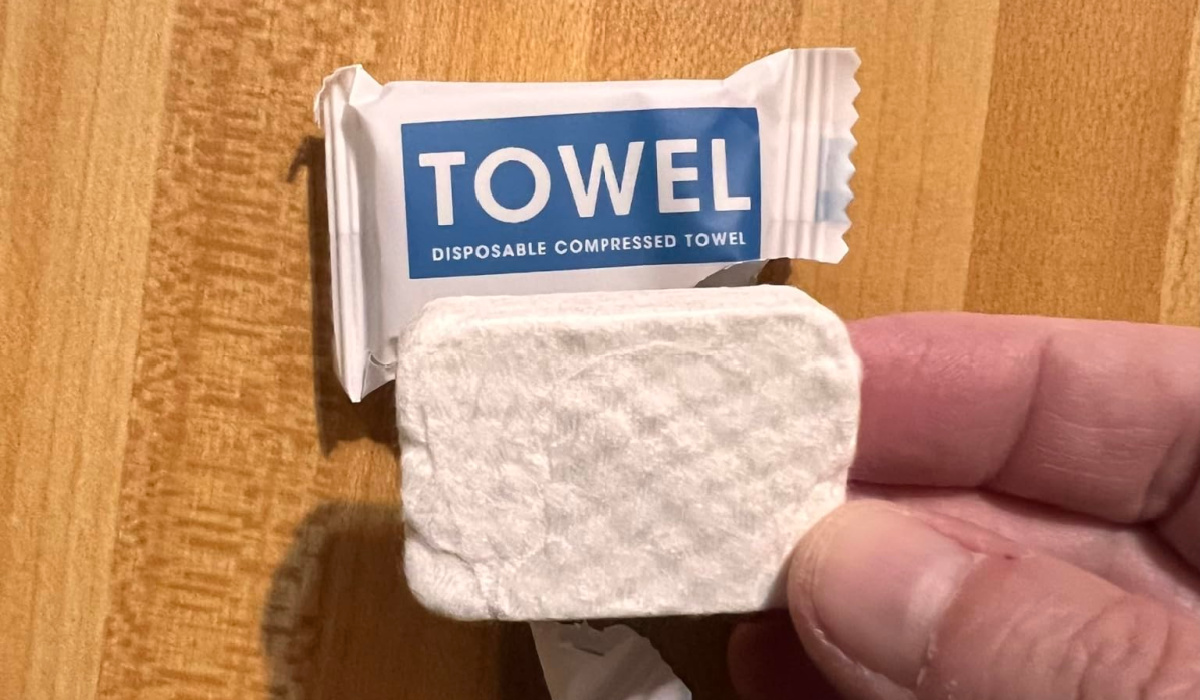 TOWEL
DISPOSABLE COMPRESSED TOWEL